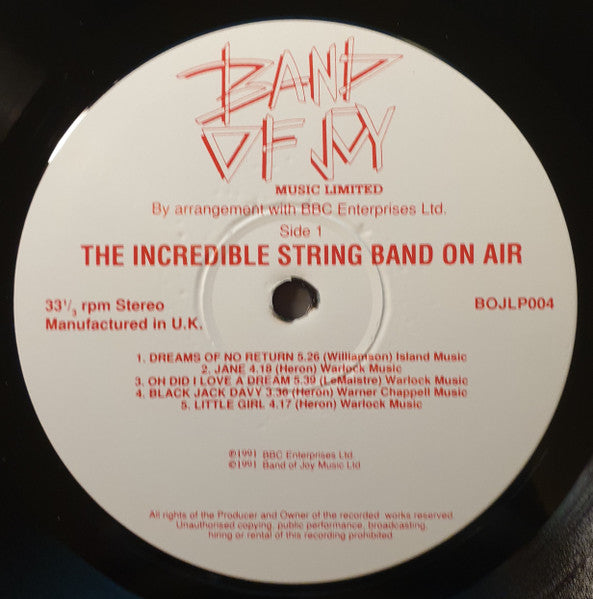 BAND
OF JOY
MUSIC LIMITED
By arrangement with BBC Enterprises Ltd.
Side 1
THE INCREDIBLE STRING BAND ON AIR
33⅓ rpm Stereo
BOJLP004
Manufactured in U.K.
1. DREAMS OF NO RETURN 5.26 (Williamson) Island Music
2. JANE 4.18 (Heron) Warlock Music
3. OH DID I LOVE A DREAM 5.39 (LeMaistre) Warlock Music
4. BLACK JACK DAVY 3.36 (Heron) Warner Chappell Music
5. LITTLE GIRL 4.17 (Heron) Warlock Music
℗1991 BBC Enterprises Ltd.
©1991 Band of Joy Music Ltd
All rights of the Producer and Owner of the recorded works reserved.
Unauthorised copying, public performance, broadcasting,
hiring or rental of this recording prohibited.